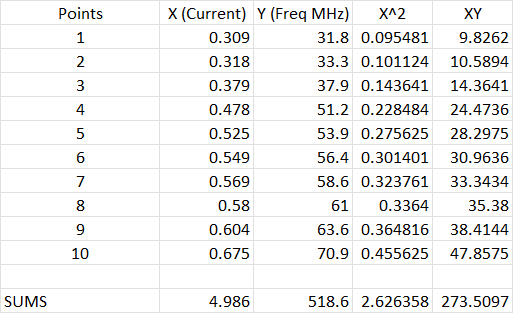 Points X (Current) Y (Freq MHz) X^2 XY
1 0.309 31.8 0.095481 9.8262
2 0.318 33.3 0.101124 10.5894
3 0.379 37.9 0.143641 14.3641
4 0.478 51.2 0.228484 24.4736
5 0.525 53.9 0.275625 28.2975
6 0.549 56.4 0.301401 30.9636
7 0.569 58.6 0.323761 33.3434
8 0.58 61 0.3364 35.38
9 0.604 63.6 0.364816 38.4144
10 0.675 70.9 0.455625 47.8575
SUMS 4.986 518.6 2.626358 273.5097